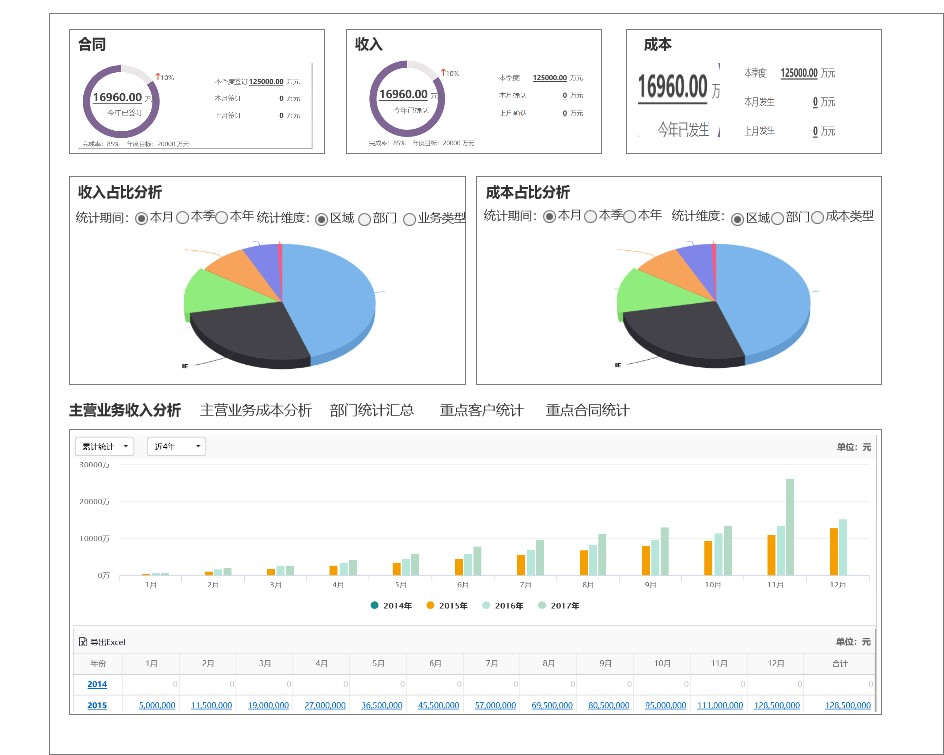 合同
16960.00 万元
今年已签订
10%
本季度签订 125000.00 万元
本月签订 0 万元
上月签订 0 万元
完成率: 85% 年度目标: 20000 万元
收入
16960.00 万元
今年已确认
10%
本季度 125000.00 万元
本月确认 0 万元
上月确认 0 万元
完成率: 85% 年度目标: 20000 万元
成本
16960.00 万
今年已发生
本季度 125000.00 万元
本月发生 0 万元
上月发生 0 万元
收入占比分析
统计期间: 本月 本季 本年 统计维度: 区域 部门 业务类型
成本占比分析
统计期间: 本月 本季 本年 统计维度: 区域 部门 成本类型
主营业务收入分析 主营业务成本分析 部门统计汇总 重点客户统计 重点合同统计
累计统计 近4年 单位: 元
30000万
20000万
10000万
0万
1月 2月 3月 4月 5月 6月 7月 8月 9月 10月 11月 12月
2014年 2015年 2016年 2017年
导出Excel 单位: 元
年份 1月 2月 3月 4月 5月 6月 7月 8月 9月 10月 11月 12月 合计
2014 0 0 0 0 0 0 0 0 0 0 0 0 0
2015 5,000,000 11,500,000 19,000,000 27,000,000 36,500,000 45,500,000 57,000,000 69,500,000 80,500,000 95,000,000 111,000,000 128,500,000 128,500,000